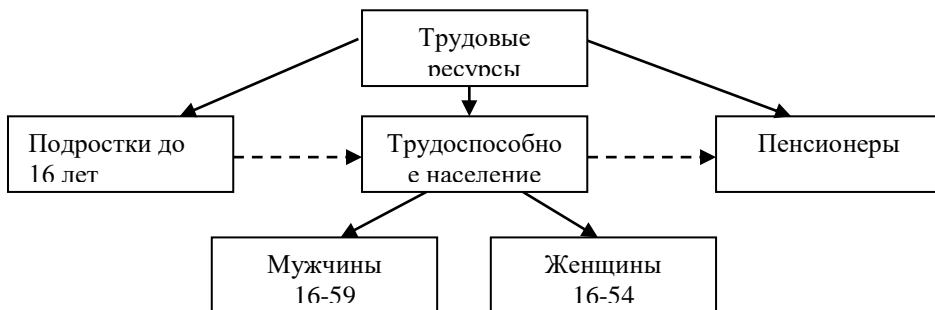 Трудовые
ресурсы
Подростки до
16 лет
Трудоспособно
е население
Пенсионеры
Мужчины
16-59
Женщины
16-54